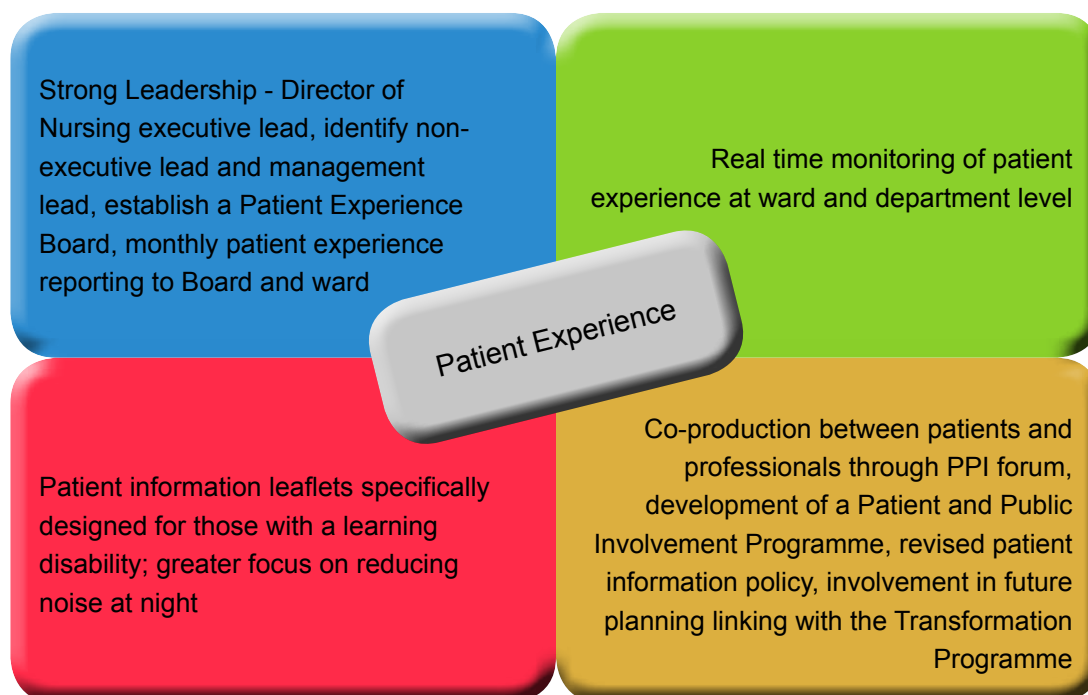 Strong Leadership - Director of
Nursing executive lead, identify non-
executive lead and management
lead, establish a Patient Experience
Board, monthly patient experience
reporting to Board and ward
Real time monitoring of patient
experience at ward and department level
Patient Experience
Patient information leaflets specifically
designed for those with a learning
disability; greater focus on reducing
noise at night
Co-production between patients and
professionals through PPI forum,
development of a Patient and Public
Involvement Programme, revised patient
information policy, involvement in future
planning linking with the Transformation
Programme